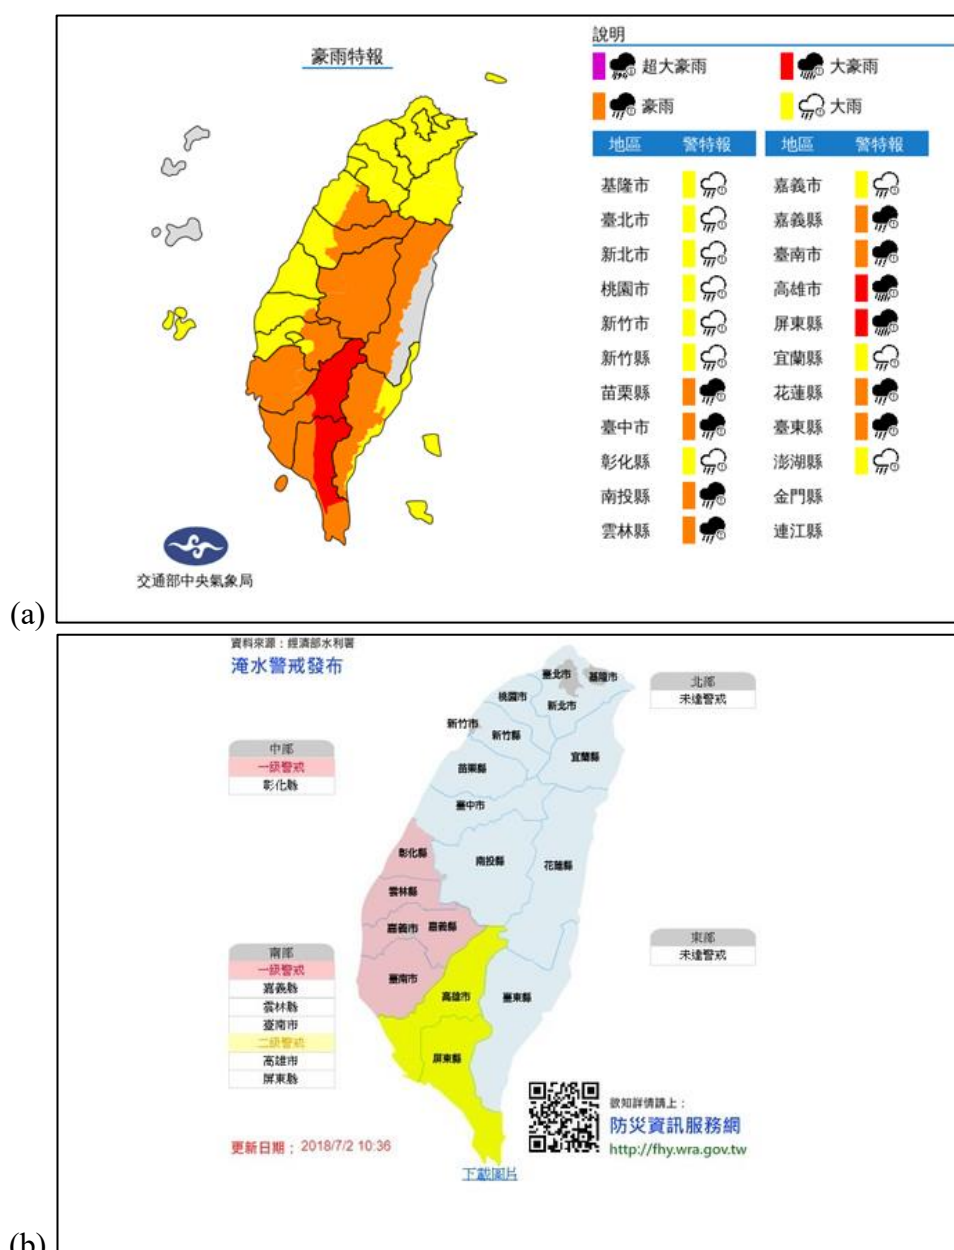 豪雨特報
說明
超大豪雨
大豪雨
豪雨
大雨
地區 警特報 地區 警特報
基隆市 嘉義市
臺北市 嘉義縣
新北市 臺南市
桃園市 高雄市
新竹市 屏東縣
新竹縣 宜蘭縣
苗栗縣 花蓮縣
臺中市 臺東縣
彰化縣 澎湖縣
南投縣 金門縣
雲林縣 連江縣
交通部中央氣象局
(a)
資料來源：經濟部水利署
淹水警戒發布
臺北市
基隆市
桃園市
新北市
新竹市
新竹縣
宜蘭縣
苗栗縣
臺中市
彰化縣
南投縣
花蓮縣
雲林縣
嘉義市
嘉義縣
臺南市
高雄市
臺東縣
屏東縣
北部
未達警戒
中部
一級警戒
彰化縣
南部
一級警戒
嘉義縣
雲林縣
臺南市
二級警戒
高雄市
屏東縣
東部
未達警戒
欲知詳情請上：
防災資訊服務網
http://fhy.wra.gov.tw
更新日期：2018/7/2 10:36
下載圖片
(b)